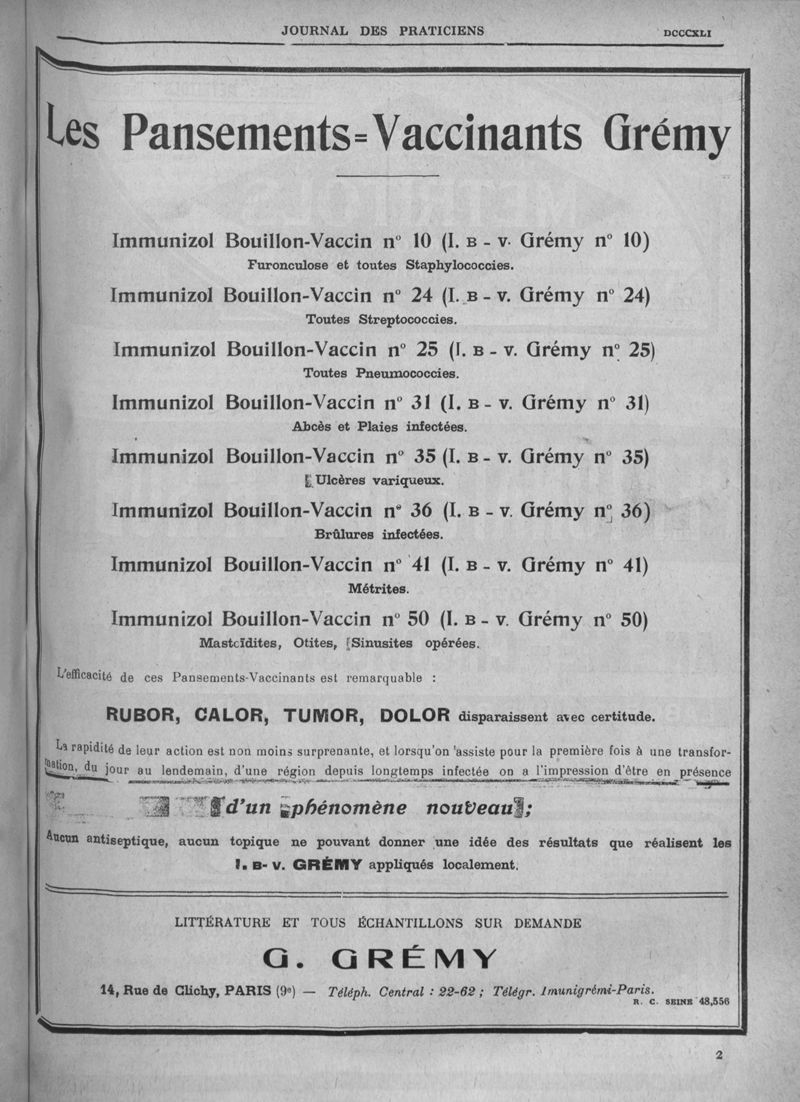 JOURNAL DES PRATICIENS
DCCCXLI
Les Pansements=Vaccinants Grémy
Immunizol Bouillon-Vaccin n° 10 (I. B - V. Grémy n° 10)
Furonculose et toutes Staphylococcies.
Immunizol Bouillon-Vaccin n° 24 (I. B - V. Grémy n° 24)
Toutes Streptococcies.
Immunizol Bouillon-Vaccin n° 25 (I. B - V. Grémy n° 25)
Toutes Pneumococcies.
Immunizol Bouillon-Vaccin n° 31 (I. B - V. Grémy n° 31)
Abcès et Plaies infectées.
Immunizol Bouillon-Vaccin n° 35 (I. B - V. Grémy n° 35)
Ulcères variqueux.
Immunizol Bouillon-Vaccin n° 36 (I. B - V. Grémy n° 36)
Brûlures infectées.
Immunizol Bouillon-Vaccin n° 41 (I. B - V. Grémy n° 41)
Métrites.
Immunizol Bouillon-Vaccin n° 50 (I. B - V. Grémy n° 50)
Mastoïdites, Otites, Sinusites opérées.
L'efficacité de ces Pansements-Vaccinants est remarquable :
RUBOR, CALOR, TUMOR, DOLOR disparaissent avec certitude.
La rapidité de leur action est non moins surprenante, et lorsqu'on assiste pour la première fois à une transfor-
mation, du jour au lendemain, d'une région depuis longtemps infectée on a l'impression d'être en présence
d'un phénomène nouveau;
Aucun antiseptique, aucun topique ne pouvant donner une idée des résultats que réalisent les
I. B- V. GRÉMY appliqués localement.
LITTÉRATURE ET TOUS ÉCHANTILLONS SUR DEMANDE
G. GRÉMY
14, Rue de Clichy, PARIS (9e) — Téléph. Central : 22-62 ; Télégr. Imunigrémi-Paris.
R. C. SEINE 48,556
2